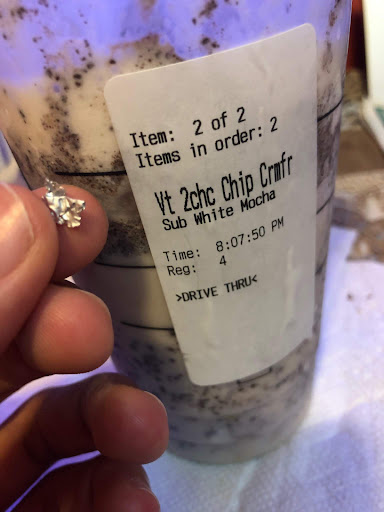 Item: 2 of 2
Items in order: 2
Vt 2chc Chip Crmfr
Sub White Mocha
Time: 8:07:50 PM
Reg: 4
>DRIVE THRU<